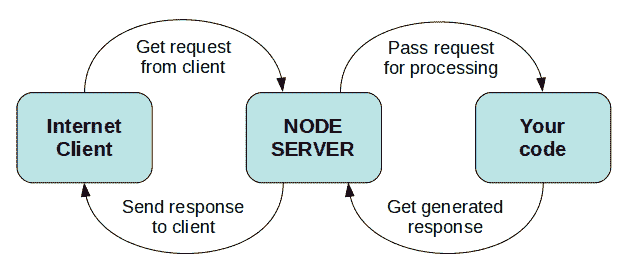 Get request
from client
Pass request
for processing
Internet
Client
NODE
SERVER
Your
code
Send response
to client
Get generated
response